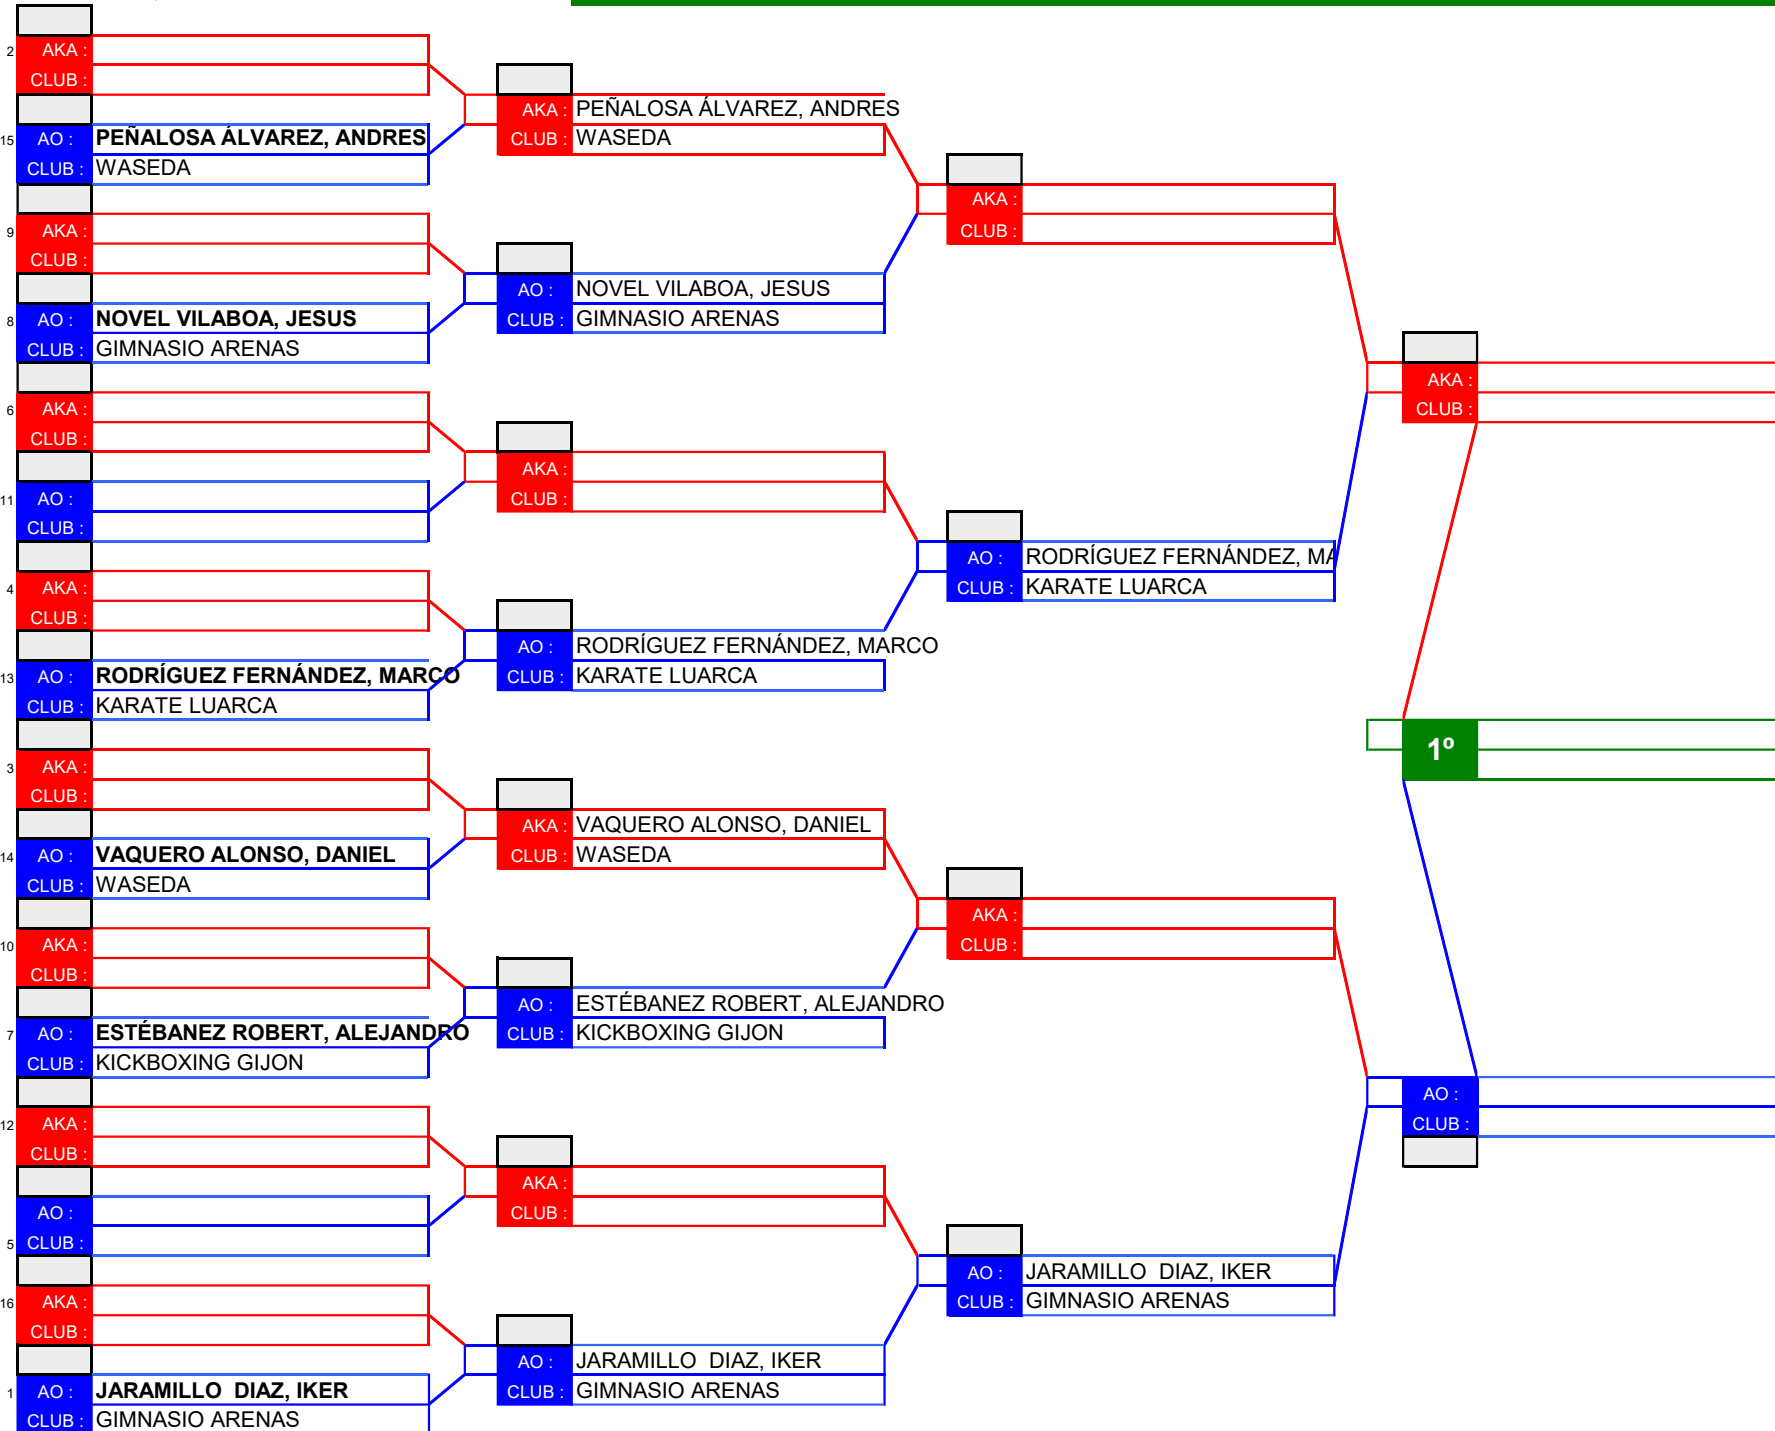 2 AKA :
CLUB :
15 AO : PEÑALOSA ÁLVAREZ, ANDRES
CLUB : WASEDA
9 AKA :
CLUB :
8 AO : NOVEL VILABOA, JESUS
CLUB : GIMNASIO ARENAS
6 AKA :
CLUB :
11 AO :
CLUB :
4 AKA :
CLUB :
13 AO : RODRÍGUEZ FERNÁNDEZ, MARCO
CLUB : KARATE LUARCA
3 AKA :
CLUB :
14 AO : VAQUERO ALONSO, DANIEL
CLUB : WASEDA
10 AKA :
CLUB :
7 AO : ESTÉBANEZ ROBERT, ALEJANDRO
CLUB : KICKBOXING GIJON
12 AKA :
CLUB :
AO :
5 CLUB :
16 AKA :
CLUB :
1 AO : JARAMILLO  DIAZ, IKER
CLUB : GIMNASIO ARENAS
AKA : PEÑALOSA ÁLVAREZ, ANDRES
CLUB : WASEDA
AO : NOVEL VILABOA, JESUS
CLUB : GIMNASIO ARENAS
AKA :
CLUB :
AO : RODRÍGUEZ FERNÁNDEZ, MARCO
CLUB : KARATE LUARCA
AKA : VAQUERO ALONSO, DANIEL
CLUB : WASEDA
AO : ESTÉBANEZ ROBERT, ALEJANDRO
CLUB : KICKBOXING GIJON
AKA :
CLUB :
AO : JARAMILLO  DIAZ, IKER
CLUB : GIMNASIO ARENAS
AKA :
CLUB :
AO : RODRÍGUEZ FERNÁNDEZ, MA
CLUB : KARATE LUARCA
AKA :
CLUB :
AO : JARAMILLO  DIAZ, IKER
CLUB : GIMNASIO ARENAS
AKA :
CLUB :
1º
AO :
CLUB :